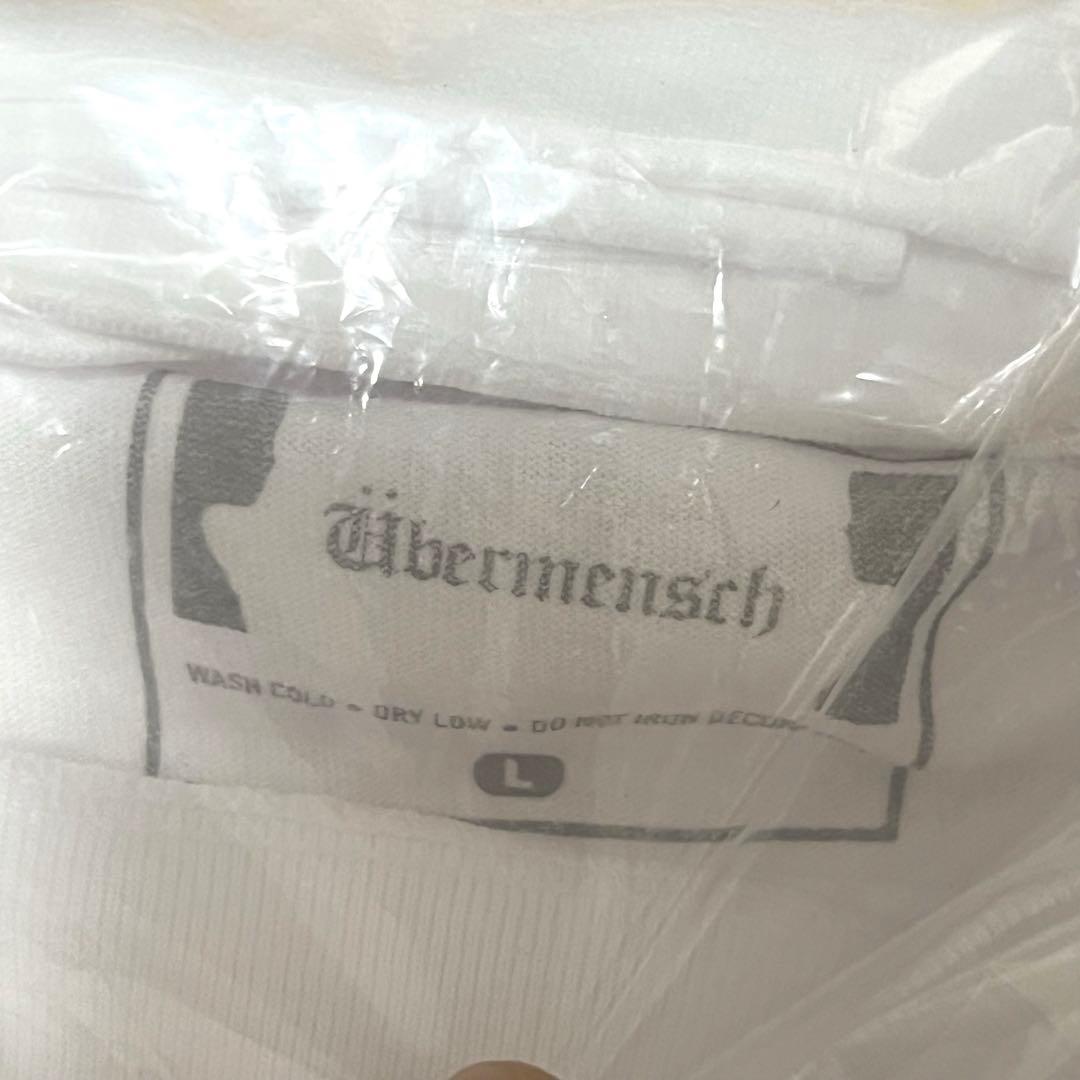 Übermensch
WASH COLD • DRY LOW • DO NOT IRON
L